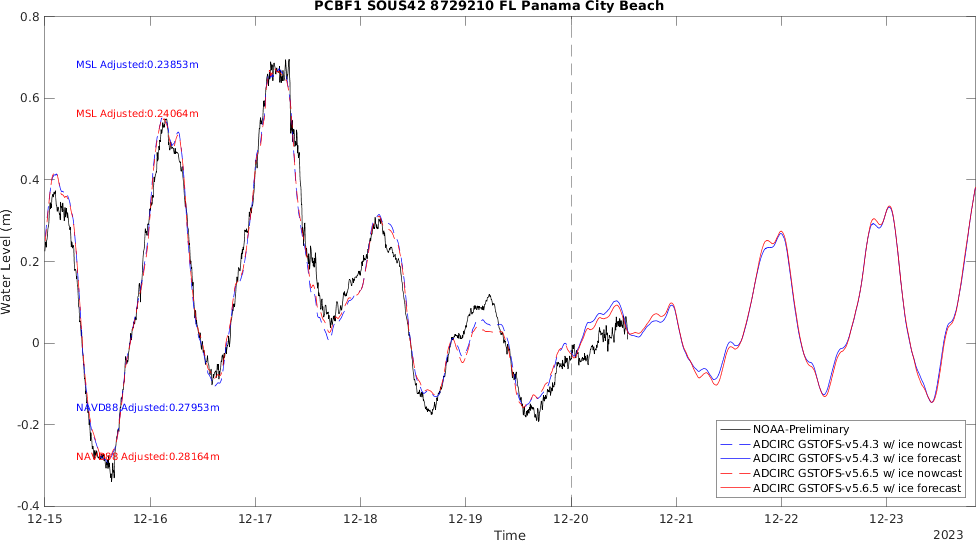 PCBF1 SOUS42 8729210 FL Panama City Beach
0.8
0.6
0.4
0.2
0
-0.2
-0.4
Water Level (m)
MSL Adjusted:0.23853m
MSL Adjusted:0.24064m
NAVD88 Adjusted:0.27953m
NAVD88 Adjusted:0.28164m
NOAA-Preliminary
ADCIRC GSTOFS-v5.4.3 w/ ice nowcast
ADCIRC GSTOFS-v5.4.3 w/ ice forecast
ADCIRC GSTOFS-v5.6.5 w/ ice nowcast
ADCIRC GSTOFS-v5.6.5 w/ ice forecast
12-15 12-16 12-17 12-18 12-19 12-20 12-21 12-22 12-23
Time
2023